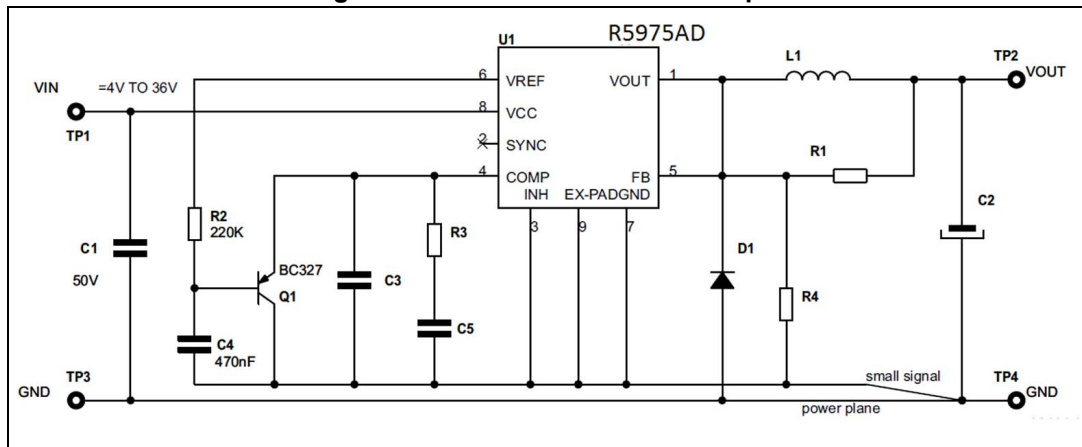 R5975AD
U1
L1
TP2
VOUT
VIN
=4V TO 36V
TP1
6
VREF
VOUT
1
8
VCC
2
SYNC
R1
4
COMP
FB
5
INH
EX-PADGND
3
9
7
R2
220K
R3
C2
C1
50V
BC327
Q1
C3
D1
R4
C5
C4
470nF
small signal
TP3
GND
TP4
GND
power plane